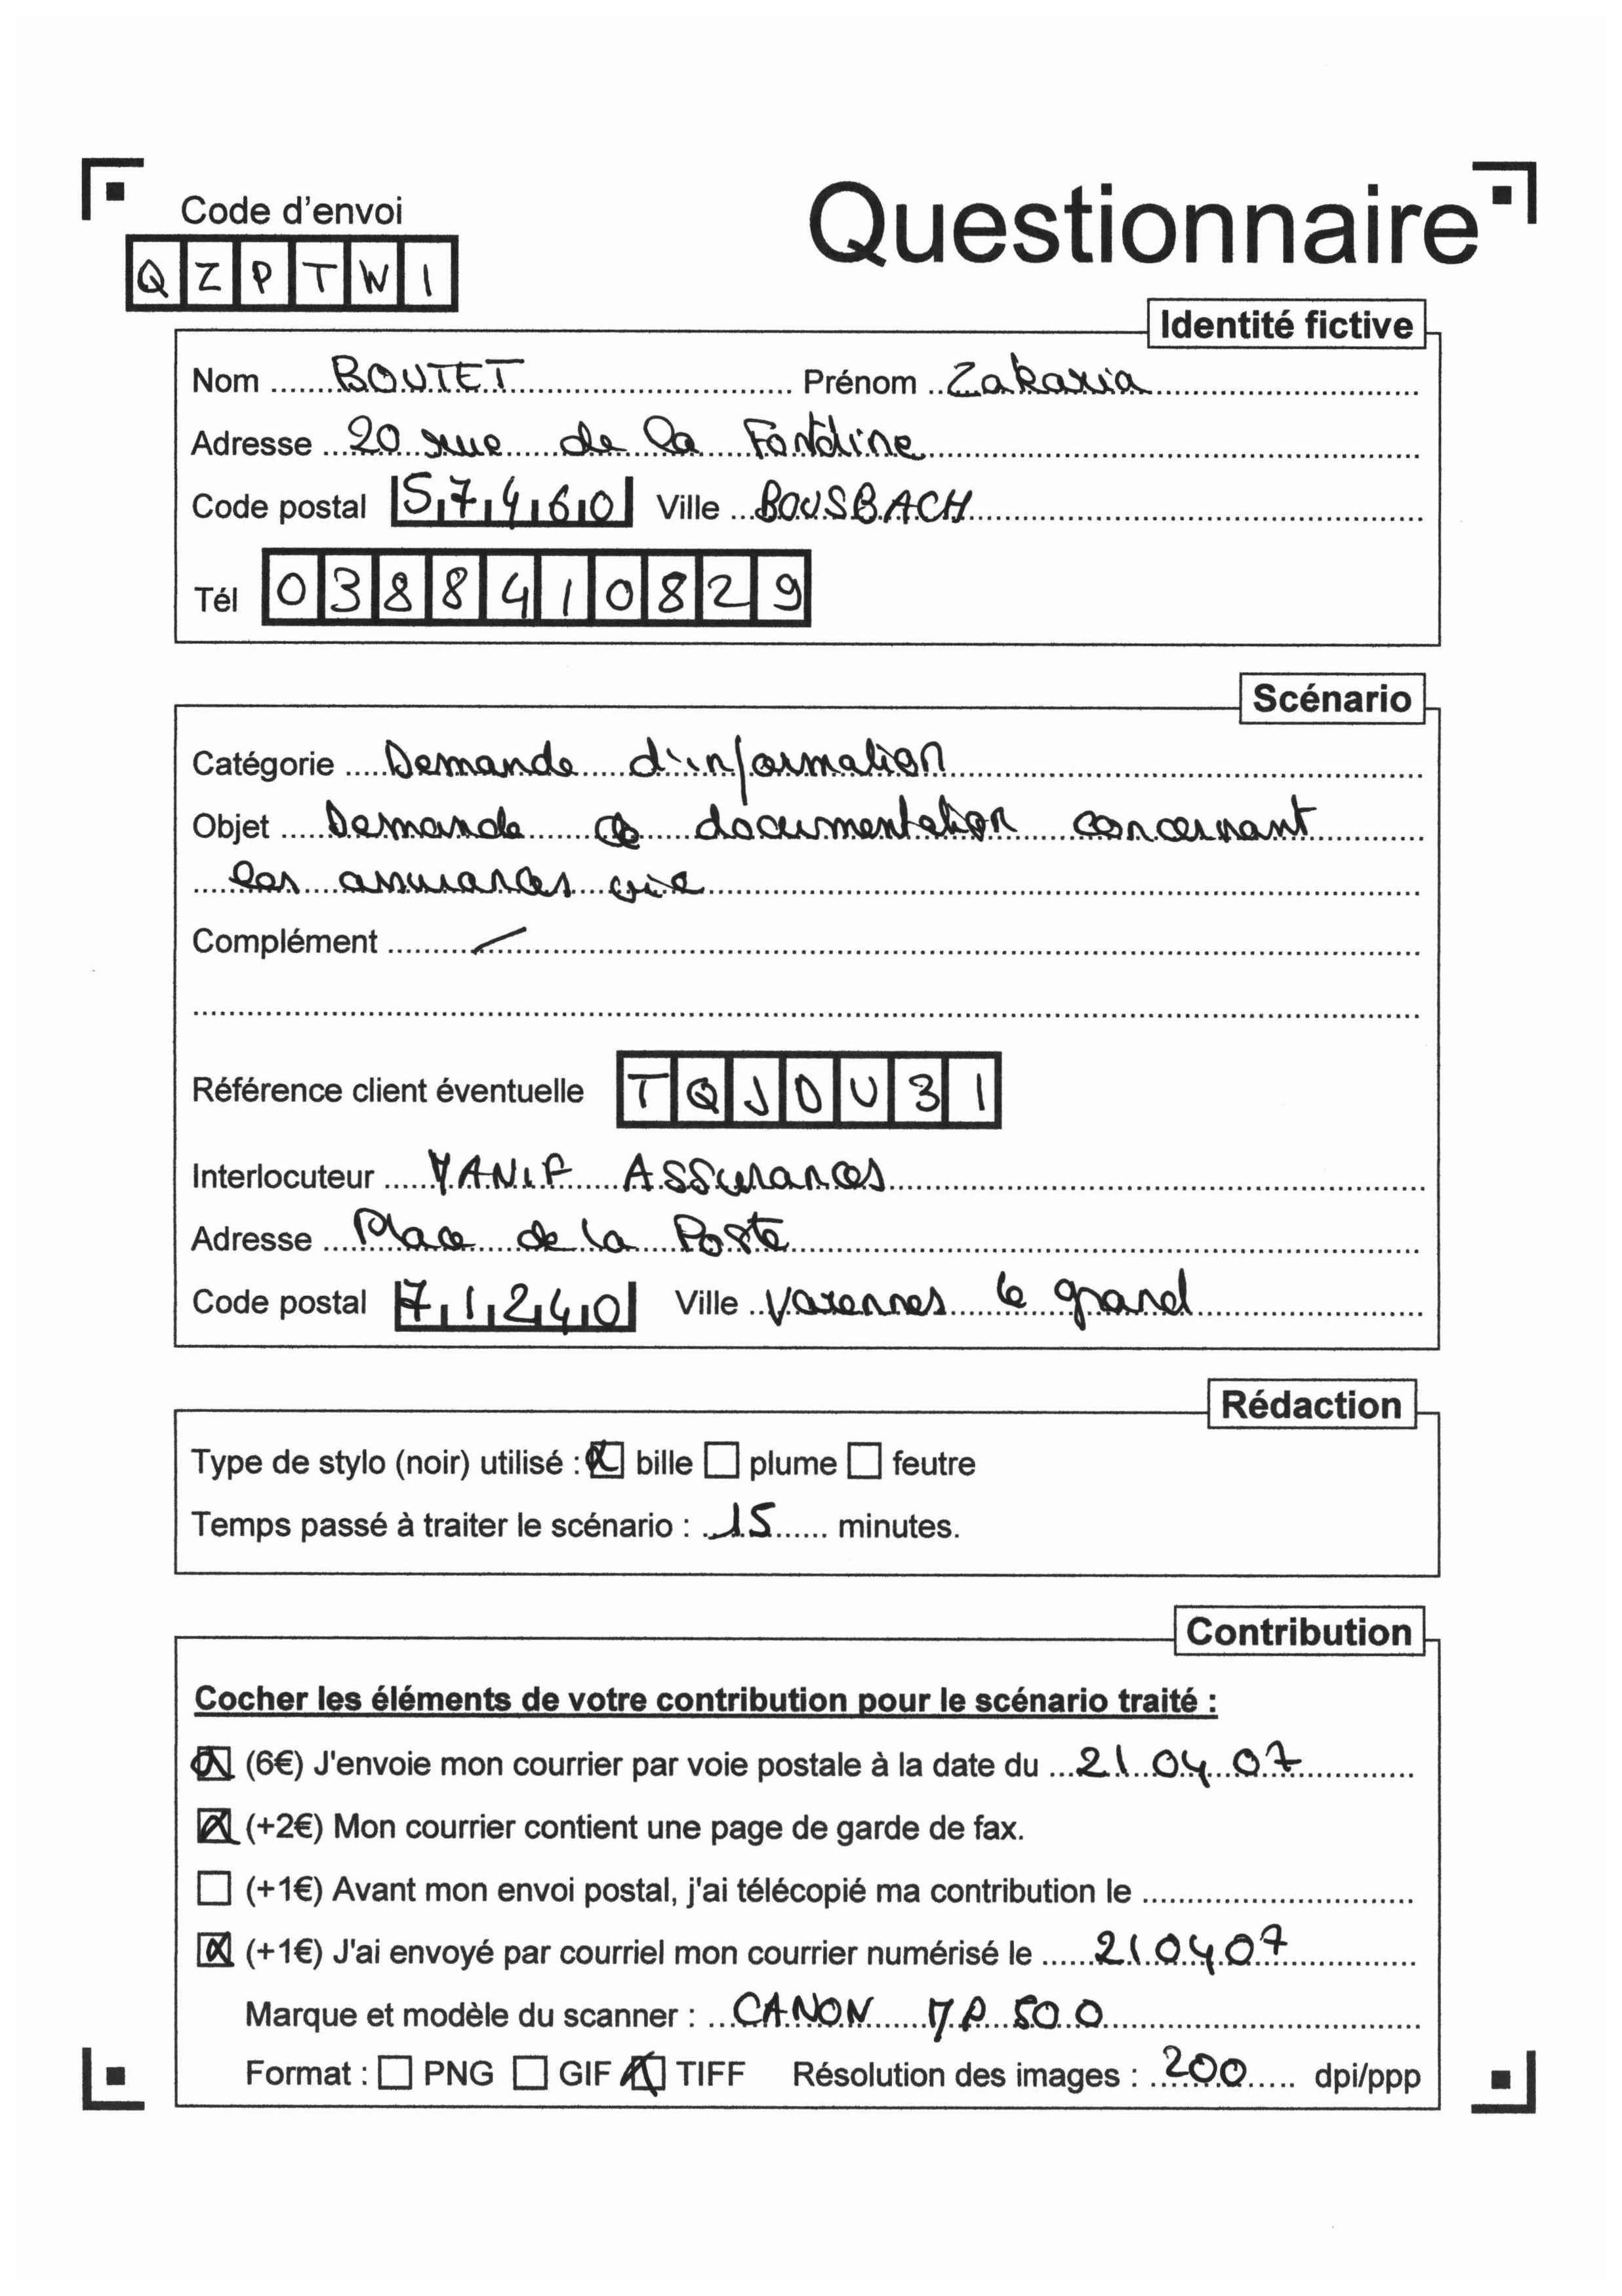 Code d'envoi
Questionnaire
QZPTWI
Identité fictive
Nom BOUTET Prénom Zakaria
Adresse 20 rue de la Fontaine
Code postal 57460 Ville BOUSBACH
Tél 0388410829
Scénario
Catégorie Demande d'information
Objet Demande de documentation concernant
les assurances vie
Complément /
Référence client éventuelle TQJDU31
Interlocuteur Assurances
Adresse Place de la Poste
Code postal 71240 Ville Varennes le grand
Rédaction
Type de stylo (noir) utilisé : ☒ bille ☐ plume ☐ feutre
Temps passé à traiter le scénario : 15 minutes.
Contribution
Cocher les éléments de votre contribution pour le scénario traité :
☒ (6€) J'envoie mon courrier par voie postale à la date du 21 04 07
☒ (+2€) Mon courrier contient une page de garde de fax.
☐ (+1€) Avant mon envoi postal, j'ai télécopié ma contribution le
☒ (+1€) J'ai envoyé par courriel mon courrier numérisé le 210407
Marque et modèle du scanner : CANON MP 500
Format : ☐ PNG ☐ GIF ☒ TIFF Résolution des images : 200 dpi/ppp